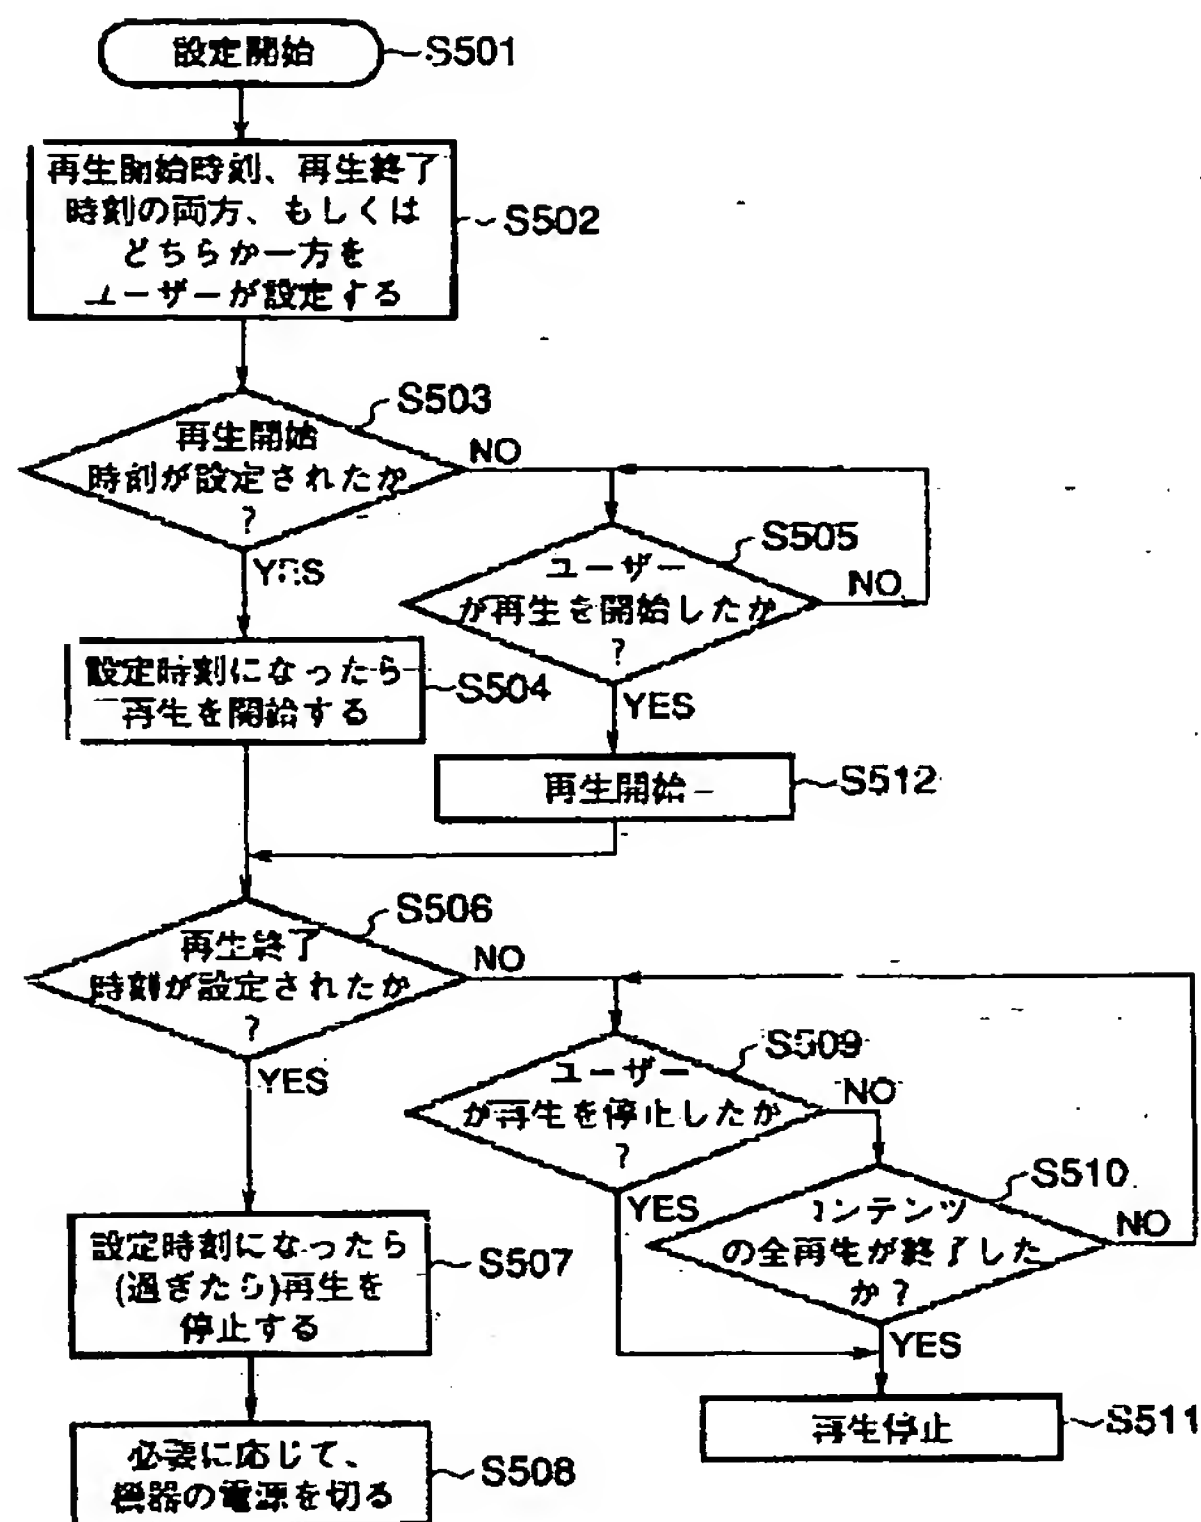 設定開始
S501
再生開始時刻、再生終了
時刻の両方、もしくは
どちらか一方を
ユーザーが設定する
S502
S503
再生開始
時刻が設定されたか
?
NO
YES
S505
ユーザー
が再生を開始したか
?
NO
YES
設定時刻になったら
再生を開始する
S504
再生開始
S512
S506
再生終了
時刻が設定されたか
?
NO
YES
S509
ユーザー
が再生を停止したか
?
NO
YES
S510
コンテンツ
の全再生が終了した
か?
NO
YES
設定時刻になったら
(過ぎたら)再生を
停止する
S507
再生停止
S511
必要に応じて、
機器の電源を切る
S508